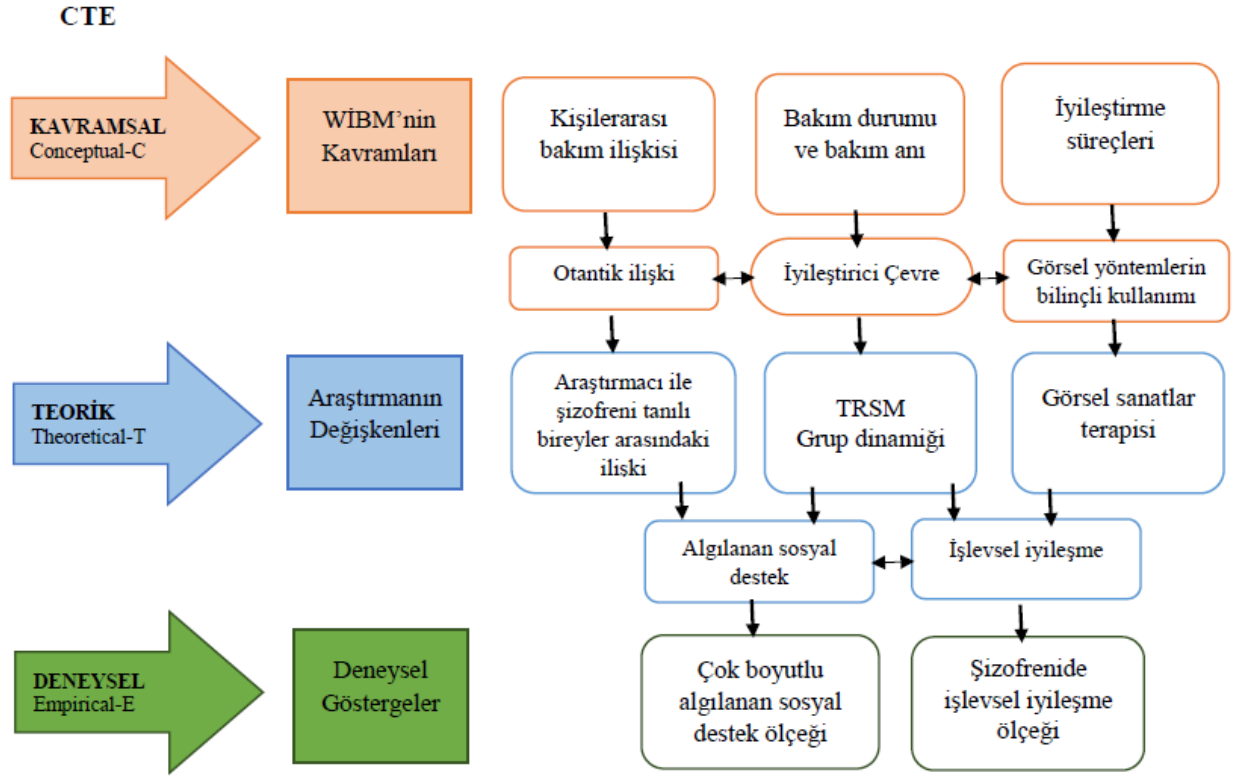 CTE
KAVRAMSAL
Conceptual-C
WİBM’nin
Kavramları
Kişilerarası
bakım ilişkisi
Bakım durumu
ve bakım anı
İyileştirme
süreçleri
Otantik ilişki
İyileştirici Çevre
Görsel yöntemlerin
bilinçli kullanımı
TEORİK
Theoretical-T
Araştırmanın
Değişkenleri
Araştırmacı ile
şizofreni tanılı
bireyler arasındaki
ilişki
TRSM
Grup dinamiği
Görsel sanatlar
terapisi
Algılanan sosyal
destek
İşlevsel iyileşme
DENEYSEL
Empirical-E
Deneysel
Göstergeler
Çok boyutlu
algılanan sosyal
destek ölçeği
Şizofrenide
işlevsel iyileşme
ölçeği